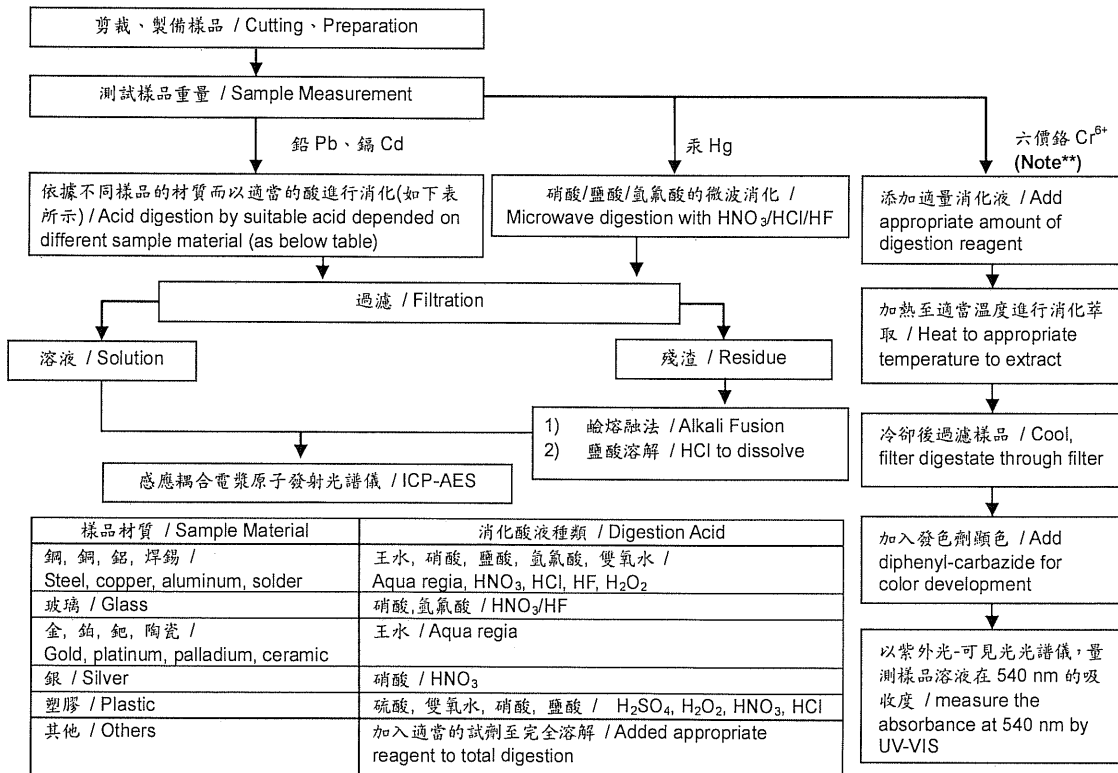 剪裁、製備樣品 / Cutting、Preparation
測試樣品重量 / Sample Measurement
鉛 Pb、鎘 Cd
汞 Hg
六價鉻 Cr⁶⁺
(Note**)
依據不同樣品的材質而以適當的酸進行消化(如下表
所示) / Acid digestion by suitable acid depended on
different sample material (as below table)
硝酸/鹽酸/氫氟酸的微波消化 /
Microwave digestion with HNO₃/HCl/HF
添加適量消化液 / Add
appropriate amount of
digestion reagent
過濾 / Filtration
加熱至適當溫度進行消化萃
取 / Heat to appropriate
temperature to extract
溶液 / Solution
殘渣 / Residue
1) 鹼熔融法 / Alkali Fusion
2) 鹽酸溶解 / HCl to dissolve
冷卻後過濾樣品 / Cool,
filter digestate through filter
感應耦合電漿原子發射光譜儀 / ICP-AES
加入發色劑顯色 / Add
diphenyl-carbazide for
color development
以紫外光-可見光光譜儀，量
測樣品溶液在 540 nm 的吸
收度 / measure the
absorbance at 540 nm by
UV-VIS
樣品材質 / Sample Material
消化酸液種類 / Digestion Acid
鋼, 銅, 鋁, 焊錫 /
Steel, copper, aluminum, solder
王水, 硝酸, 鹽酸, 氫氟酸, 雙氧水 /
Aqua regia, HNO₃, HCl, HF, H₂O₂
玻璃 / Glass
硝酸,氫氟酸 / HNO₃/HF
金, 鉑, 鈀, 陶瓷 /
Gold, platinum, palladium, ceramic
王水 / Aqua regia
銀 / Silver
硝酸 / HNO₃
塑膠 / Plastic
硫酸, 雙氧水, 硝酸, 鹽酸 / H₂SO₄, H₂O₂, HNO₃, HCl
其他 / Others
加入適當的試劑至完全溶解 / Added appropriate
reagent to total digestion